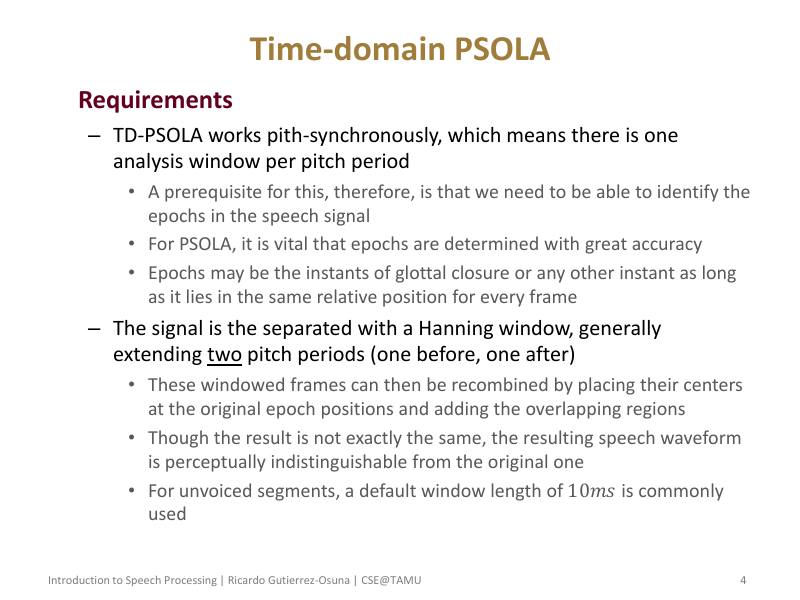 Time-domain PSOLA
Requirements
– TD-PSOLA works pith-synchronously, which means there is one
analysis window per pitch period
• A prerequisite for this, therefore, is that we need to be able to identify the
epochs in the speech signal
• For PSOLA, it is vital that epochs are determined with great accuracy
• Epochs may be the instants of glottal closure or any other instant as long
as it lies in the same relative position for every frame
– The signal is the separated with a Hanning window, generally
extending two pitch periods (one before, one after)
• These windowed frames can then be recombined by placing their centers
at the original epoch positions and adding the overlapping regions
• Though the result is not exactly the same, the resulting speech waveform
is perceptually indistinguishable from the original one
• For unvoiced segments, a default window length of 10ms is commonly
used
Introduction to Speech Processing | Ricardo Gutierrez-Osuna | CSE@TAMU 4